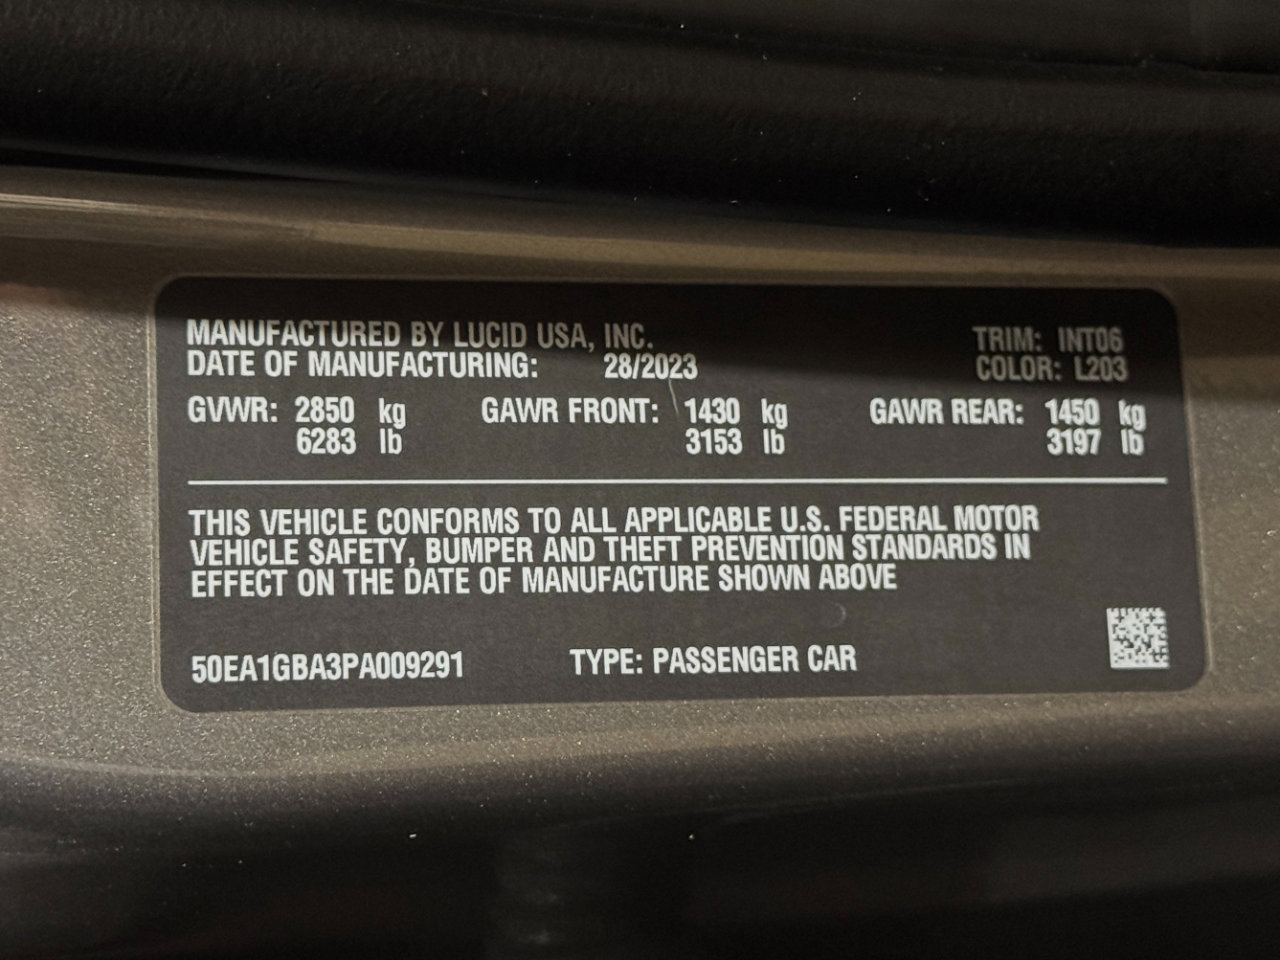 MANUFACTURED BY LUCID USA, INC. TRIM: INT06
DATE OF MANUFACTURING: 28/2023 COLOR: L203
GVWR: 2850 kg GAWR FRONT: 1430 kg GAWR REAR: 1450 kg
6283 lb 3153 lb 3197 lb
THIS VEHICLE CONFORMS TO ALL APPLICABLE U.S. FEDERAL MOTOR
VEHICLE SAFETY, BUMPER AND THEFT PREVENTION STANDARDS IN
EFFECT ON THE DATE OF MANUFACTURE SHOWN ABOVE
50EA1GBA3PA009291 TYPE: PASSENGER CAR